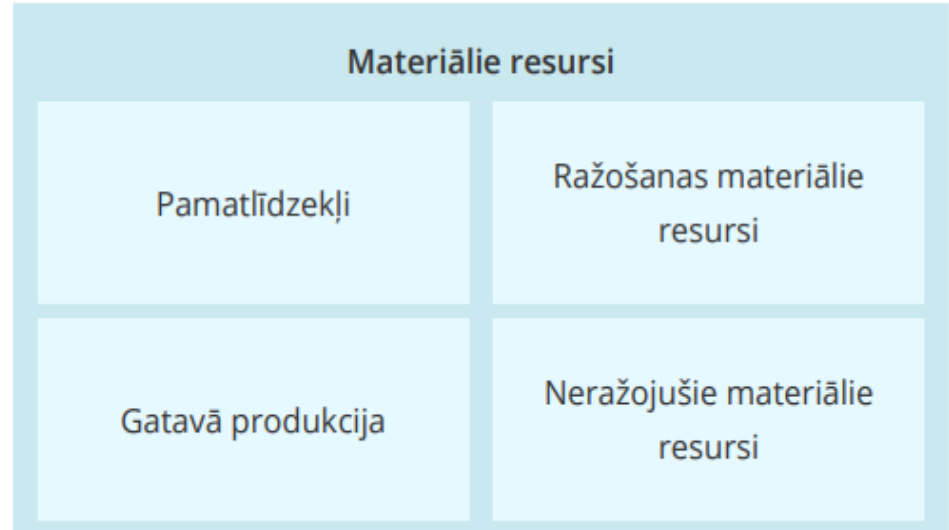 Materiālie resursi
Pamatlīdzekļi
Ražošanas materiālie
resursi
Gatavā produkcija
Neražojušie materiālie
resursi